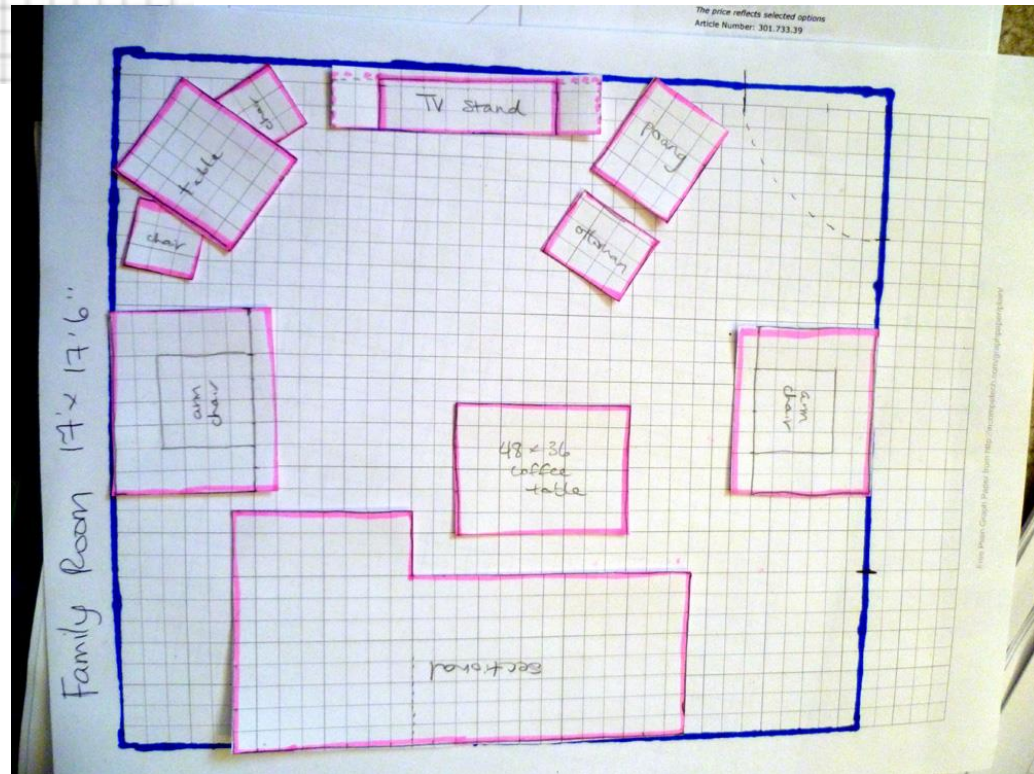 The price reflects selected options
Article Number: 301.733.39
Family Room 17' x 17'6"
chair
table
chair
TV stand
poang
ottoman
arm
chair
arm
chair
48 x 36
coffee
table
sectional